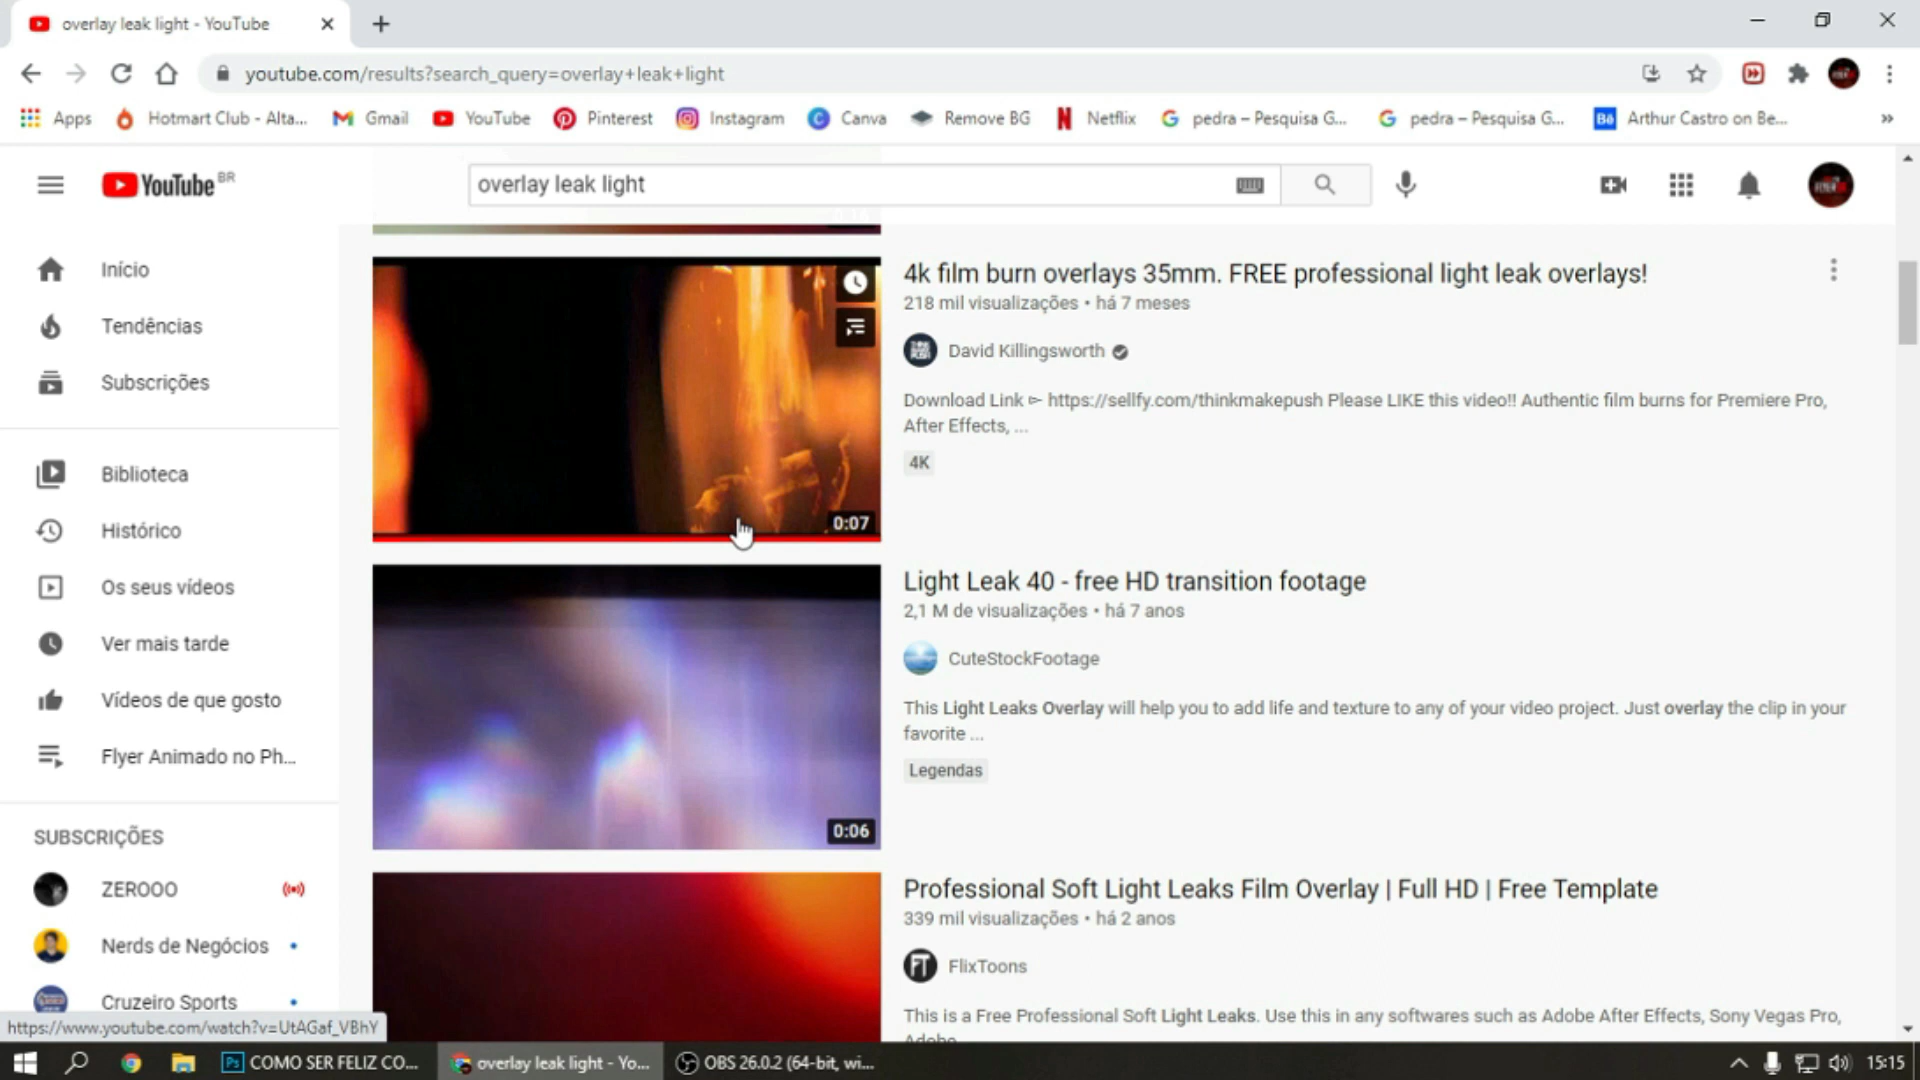 overlay leak light - YouTube
youtube.com/results?search_query=overlay+leak+light
Apps
Hotmart Club - Alta...
Gmail
YouTube
Pinterest
Instagram
Canva
Remove BG
Netflix
pedra – Pesquisa G...
pedra – Pesquisa G...
Bē
Arthur Castro on Be...
»
YouTube BR
overlay leak light
Início
Tendências
Subscrições
Biblioteca
Histórico
Os seus vídeos
Ver mais tarde
Vídeos de que gosto
Flyer Animado no Ph...
SUBSCRIÇÕES
ZEROOO
Nerds de Negócios
Cruzeiro Sports
0:07
4k film burn overlays 35mm. FREE professional light leak overlays!
218 mil visualizações • há 7 meses
David Killingsworth
Download Link ⊳ https://sellfy.com/thinkmakepush Please LIKE this video!! Authentic film burns for Premiere Pro,
After Effects, ...
4K
0:06
Light Leak 40 - free HD transition footage
2,1 M de visualizações • há 7 anos
CuteStockFootage
This Light Leaks Overlay will help you to add life and texture to any of your video project. Just overlay the clip in your
favorite ...
Legendas
Professional Soft Light Leaks Film Overlay | Full HD | Free Template
339 mil visualizações • há 2 anos
FT
FlixToons
This is a Free Professional Soft Light Leaks. Use this in any softwares such as Adobe After Effects, Sony Vegas Pro,
Adobe
https://www.youtube.com/watch?v=UtAGaf_VBhY
Ps
COMO SER FELIZ CO...
overlay leak light - Yo...
OBS 26.0.2 (64-bit, wi...
15:15